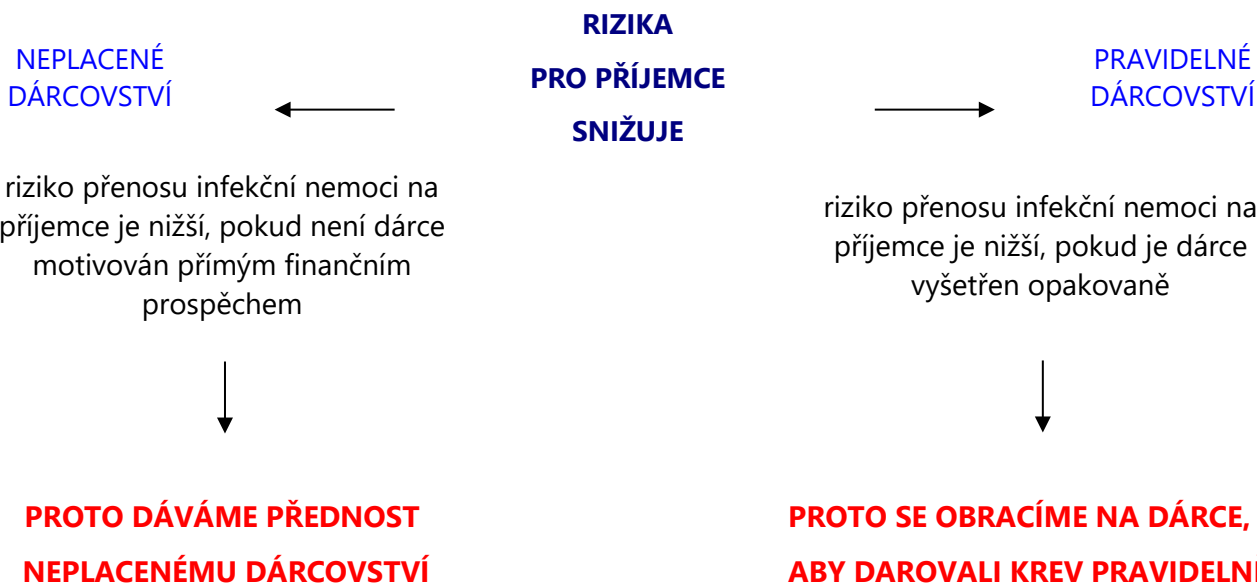 RIZIKA
PRO PŘÍJEMCE
SNIŽUJE
NEPLACENÉ
DÁRCOVSTVÍ
riziko přenosu infekční nemoci na
příjemce je nižší, pokud není dárce
motivován přímým finančním
prospěchem
PROTO DÁVÁME PŘEDNOST
NEPLACENÉMU DÁRCOVSTVÍ
PRAVIDELNÉ
DÁRCOVSTVÍ
riziko přenosu infekční nemoci na
příjemce je nižší, pokud je dárce
vyšetřen opakovaně
PROTO SE OBRACÍME NA DÁRCE,
ABY DAROVALI KREV PRAVIDELNĚ